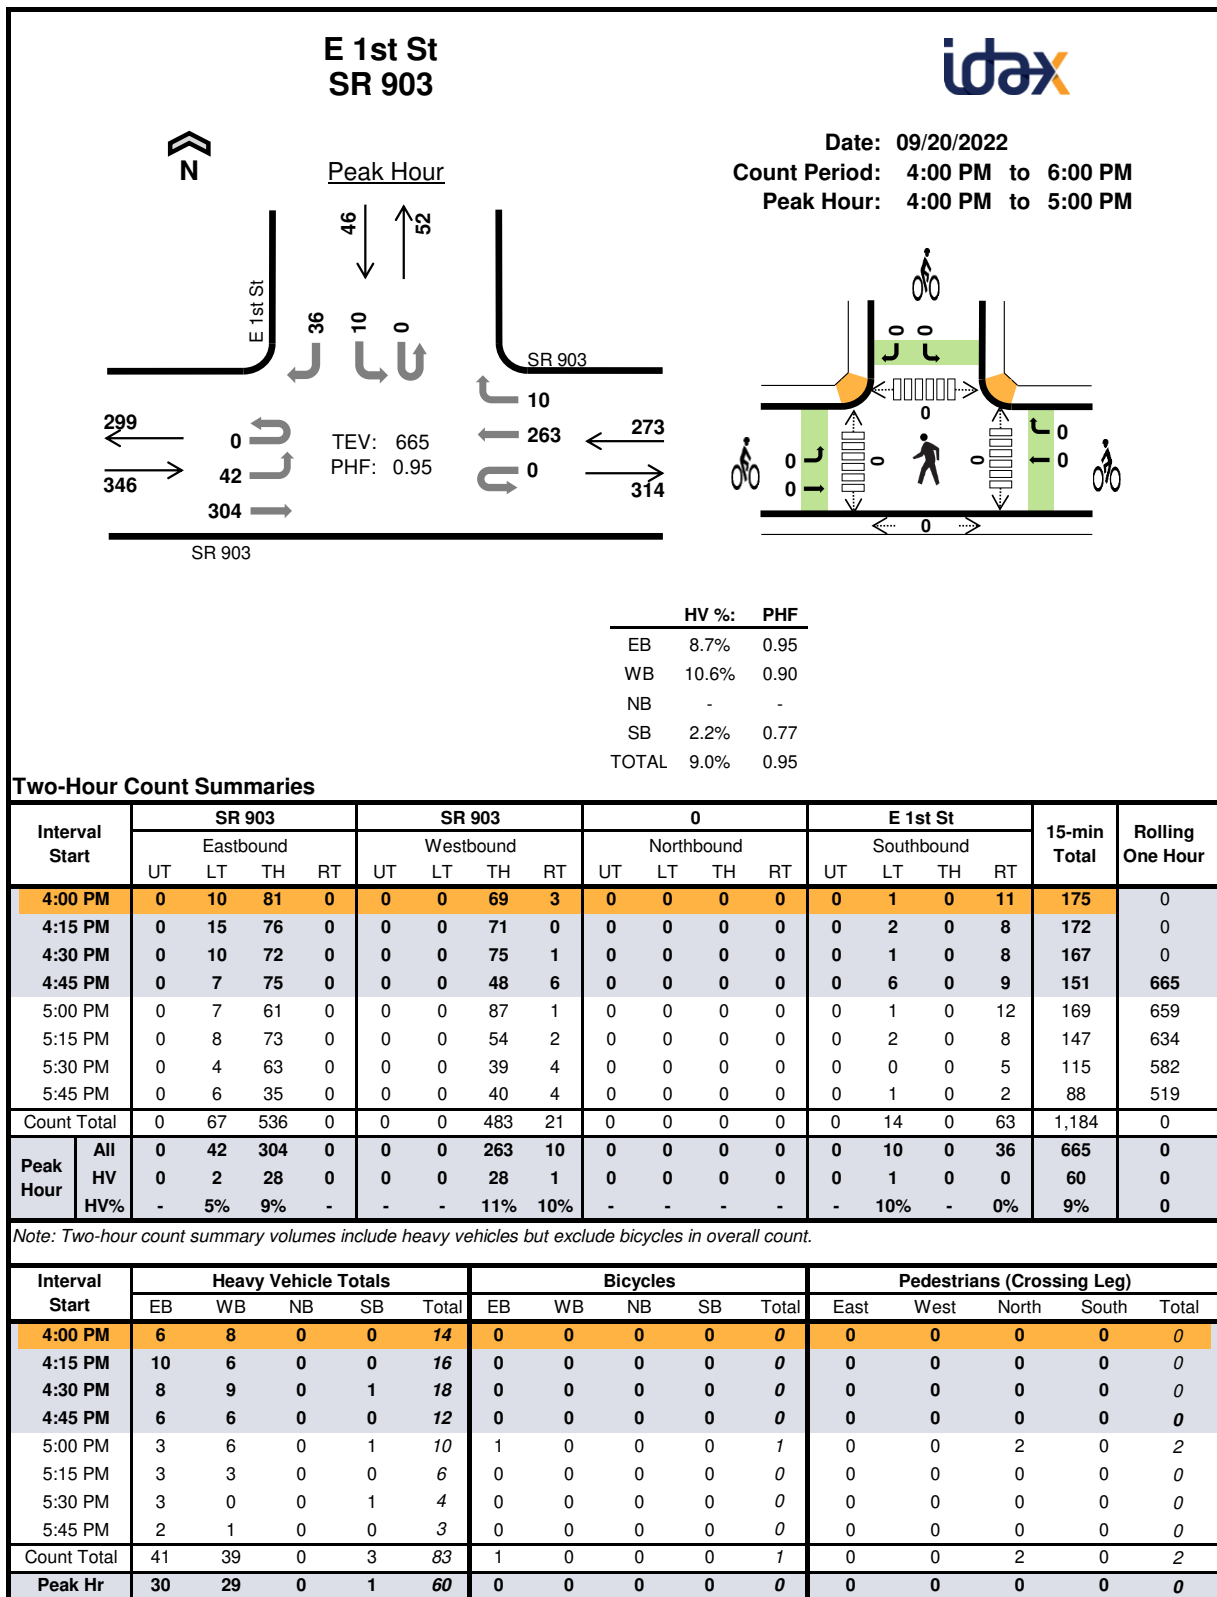 E 1st St
SR 903
idax
N
Peak Hour
Date: 09/20/2022
Count Period: 4:00 PM to 6:00 PM
Peak Hour: 4:00 PM to 5:00 PM
46 52
E 1st St
36 10 0
SR 903
10
263
0
273
314
299
346
0
42
304
TEV: 665
PHF: 0.95
SR 903
0 0
0
0
0
0
0
0
0
0
HV %: PHF
EB 8.7% 0.95
WB 10.6% 0.90
NB - -
SB 2.2% 0.77
TOTAL 9.0% 0.95
Two-Hour Count Summaries
Interval Start SR 903 SR 903 0 E 1st St 15-min Total Rolling One Hour
Eastbound Westbound Northbound Southbound
UT LT TH RT UT LT TH RT UT LT TH RT UT LT TH RT
4:00 PM 0 10 81 0 0 0 69 3 0 0 0 0 0 1 0 11 175 0
4:15 PM 0 15 76 0 0 0 71 0 0 0 0 0 0 2 0 8 172 0
4:30 PM 0 10 72 0 0 0 75 1 0 0 0 0 0 1 0 8 167 0
4:45 PM 0 7 75 0 0 0 48 6 0 0 0 0 0 6 0 9 151 665
5:00 PM 0 7 61 0 0 0 87 1 0 0 0 0 0 1 0 12 169 659
5:15 PM 0 8 73 0 0 0 54 2 0 0 0 0 0 2 0 8 147 634
5:30 PM 0 4 63 0 0 0 39 4 0 0 0 0 0 0 0 5 115 582
5:45 PM 0 6 35 0 0 0 40 4 0 0 0 0 0 1 0 2 88 519
Count Total 0 67 536 0 0 0 483 21 0 0 0 0 0 14 0 63 1,184 0
Peak Hour All 0 42 304 0 0 0 263 10 0 0 0 0 0 10 0 36 665 0
HV 0 2 28 0 0 0 28 1 0 0 0 0 0 1 0 0 60 0
HV% - 5% 9% - - - 11% 10% - - - - - 10% - 0% 9% 0
Note: Two-hour count summary volumes include heavy vehicles but exclude bicycles in overall count.
Interval Start Heavy Vehicle Totals Bicycles Pedestrians (Crossing Leg)
EB WB NB SB Total EB WB NB SB Total East West North South Total
4:00 PM 6 8 0 0 14 0 0 0 0 0 0 0 0 0 0
4:15 PM 10 6 0 0 16 0 0 0 0 0 0 0 0 0 0
4:30 PM 8 9 0 1 18 0 0 0 0 0 0 0 0 0 0
4:45 PM 6 6 0 0 12 0 0 0 0 0 0 0 0 0 0
5:00 PM 3 6 0 1 10 1 0 0 0 1 0 0 2 0 2
5:15 PM 3 3 0 0 6 0 0 0 0 0 0 0 0 0 0
5:30 PM 3 0 0 1 4 0 0 0 0 0 0 0 0 0 0
5:45 PM 2 1 0 0 3 0 0 0 0 0 0 0 0 0 0
Count Total 41 39 0 3 83 1 0 0 0 1 0 0 2 0 2
Peak Hr 30 29 0 1 60 0 0 0 0 0 0 0 0 0 0